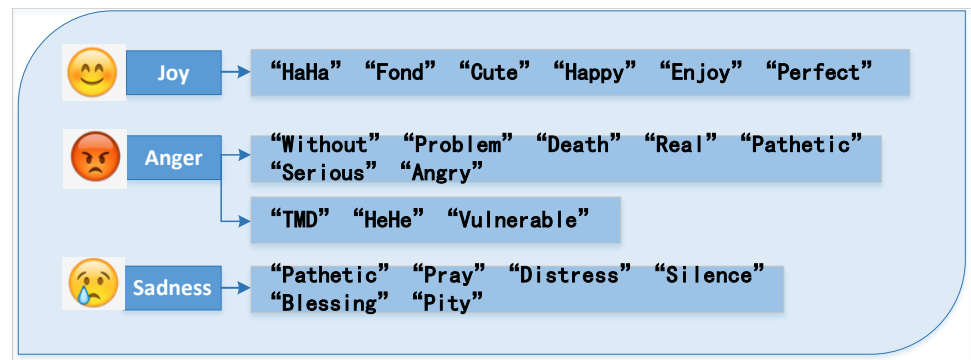 Joy
“HaHa” “Fond” “Cute” “Happy” “Enjoy” “Perfect”
Anger
“Without” “Problem” “Death” “Real” “Pathetic”
“Serious” “Angry”
“TMD” “HeHe” “Vulnerable”
Sadness
“Pathetic” “Pray” “Distress” “Silence”
“Blessing” “Pity”